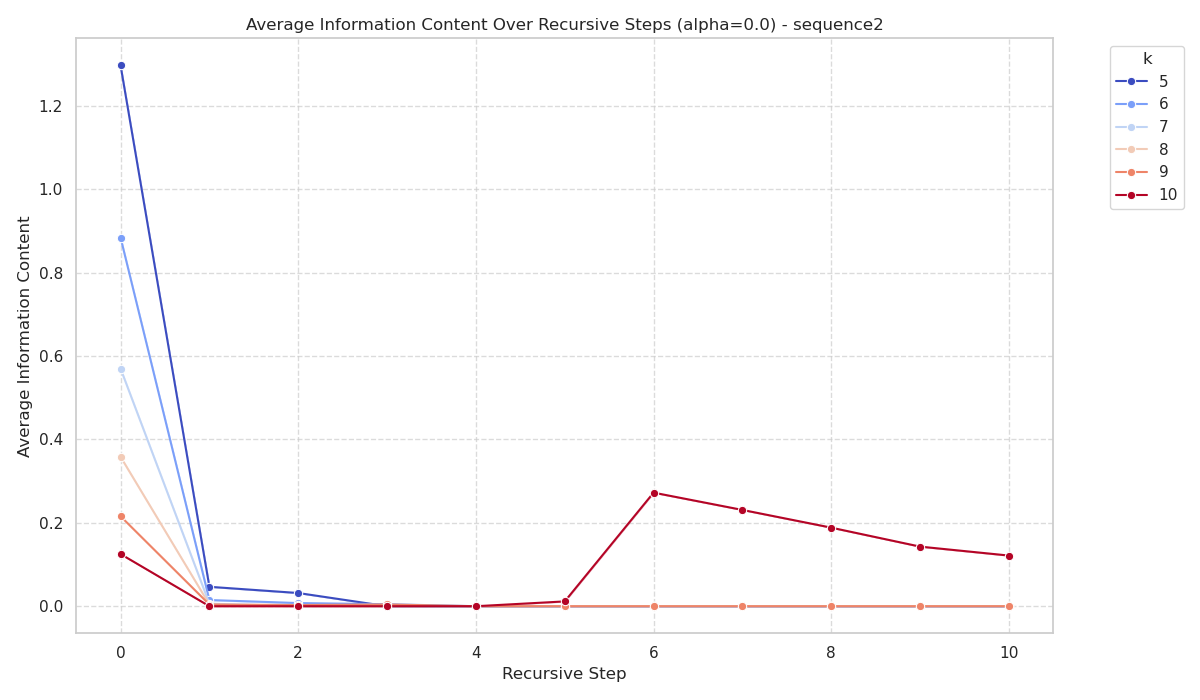 Average Information Content Over Recursive Steps (alpha=0.0) - sequence2
k
5
6
7
8
9
10
Average Information Content
1.2
1.0
0.8
0.6
0.4
0.2
0.0
0 2 4 6 8 10
Recursive Step